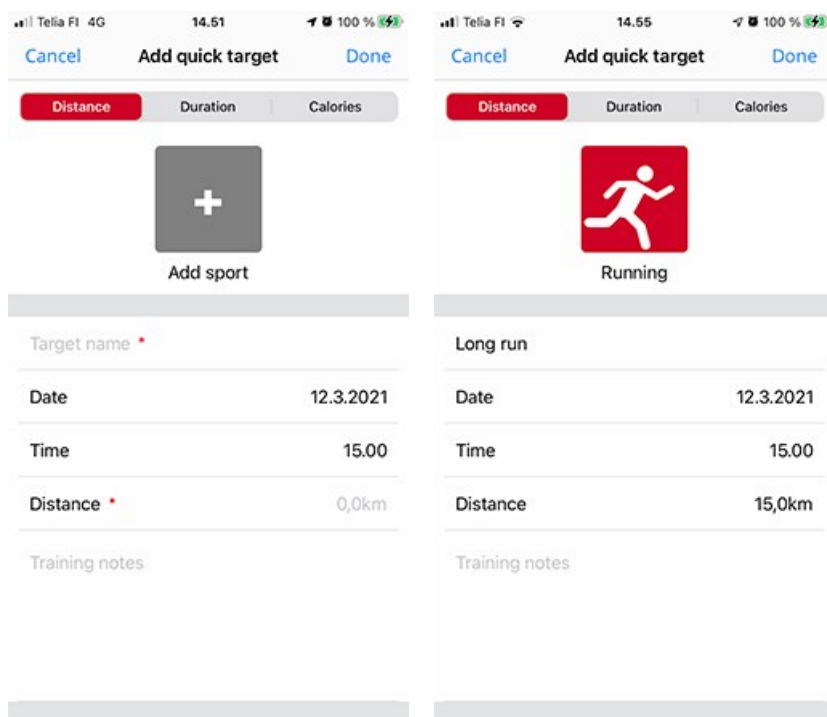 Telia FI 4G 14.51 100 %
Cancel Add quick target Done
Distance Duration Calories
+
Add sport
Target name *
Date 12.3.2021
Time 15.00
Distance * 0,0km
Training notes
Telia FI 14.55 100 %
Cancel Add quick target Done
Distance Duration Calories
Running
Long run
Date 12.3.2021
Time 15.00
Distance 15,0km
Training notes